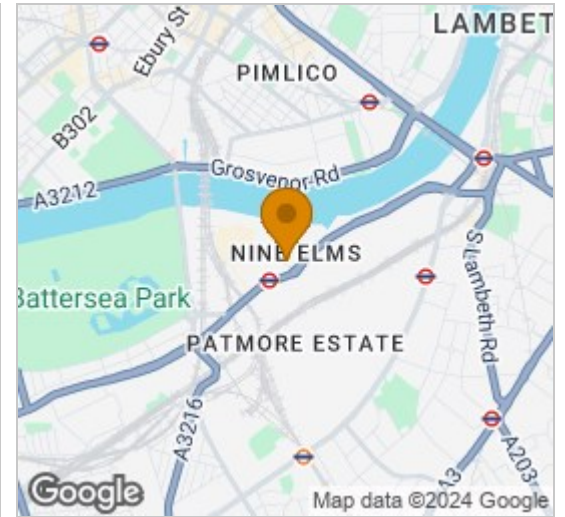 LAMBET
Ebury St
PIMLICO
B302
Grosvenor Rd
A3212
NINE ELMS
S Lambeth Rd
Battersea Park
PATMORE ESTATE
A3216
A203
A3
Google
Map data ©2024 Google